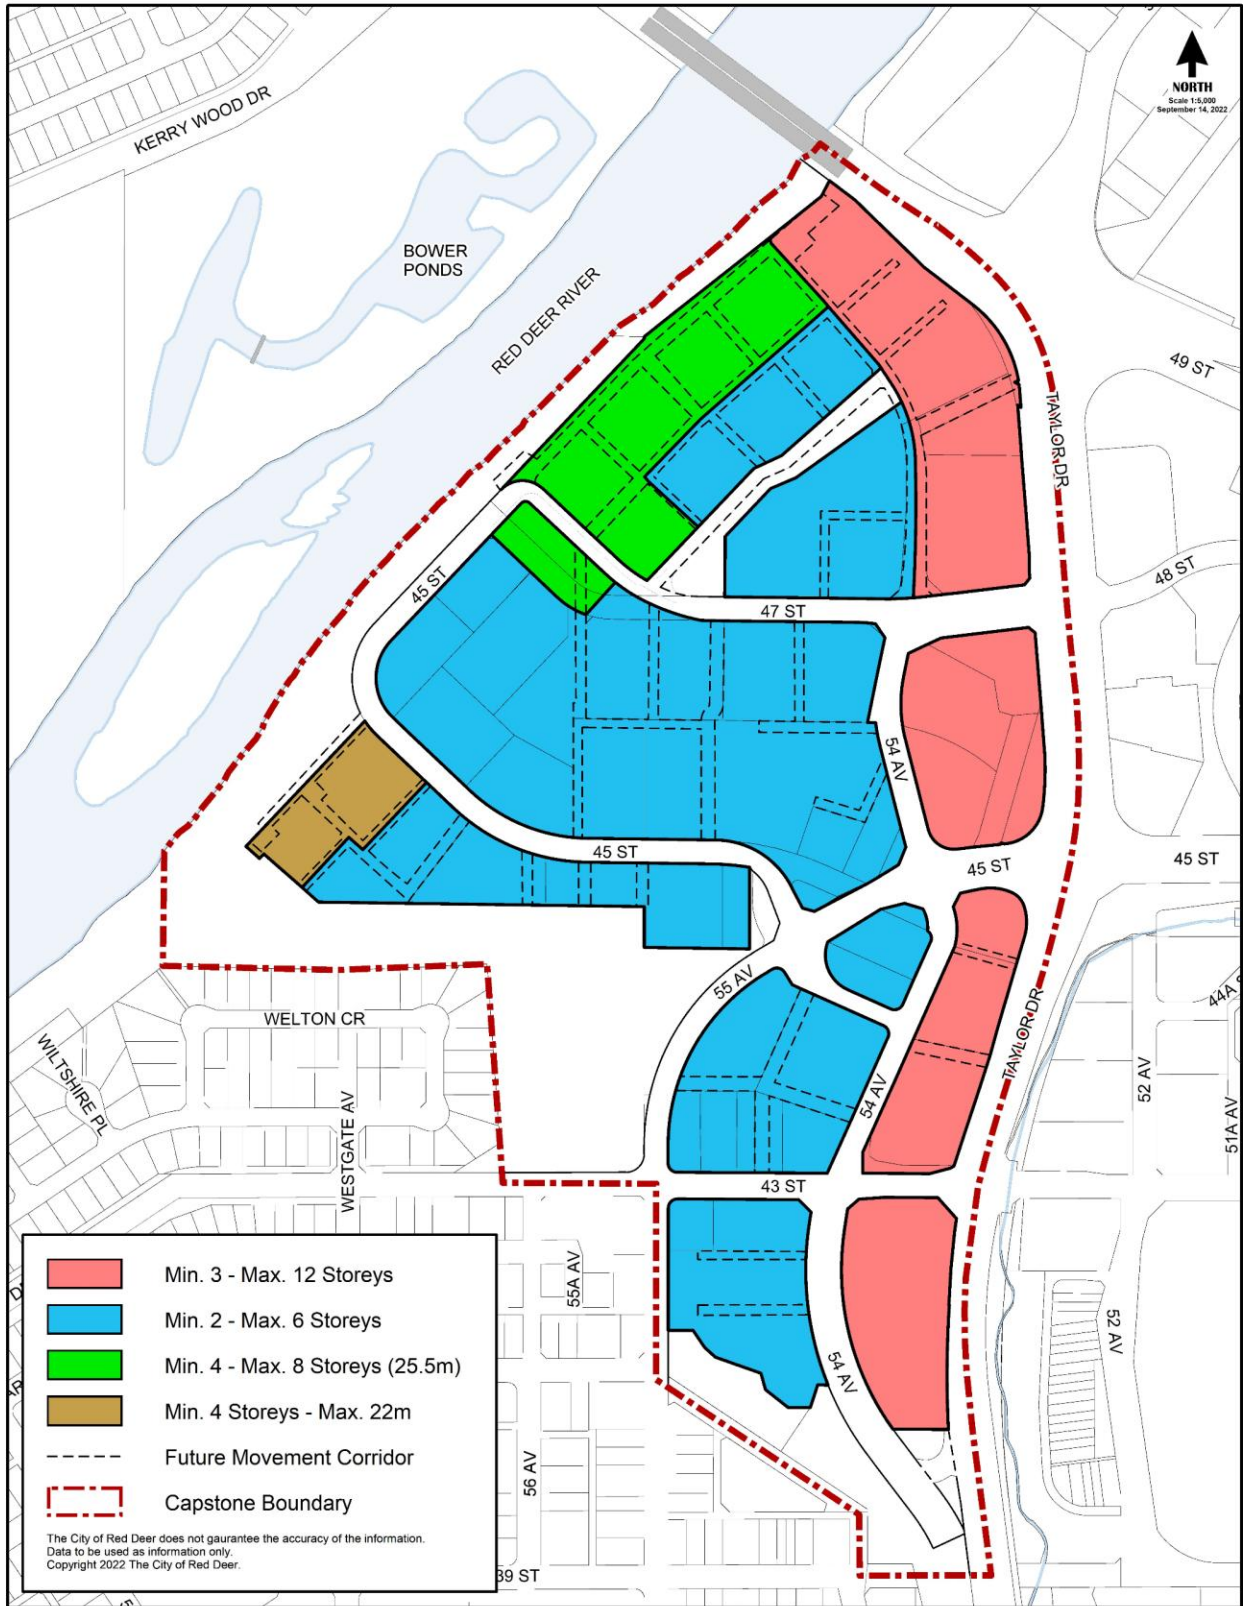 NORTH
Scale 1:5,000
September 14, 2022
KERRY WOOD DR
BOWER
PONDS
RED DEER RIVER
49 ST
TAYLOR DR
48 ST
45 ST
47 ST
54 AV
45 ST
45 ST
45 ST
55 AV
44A
WELTON CR
WILTSHIRE PL
WESTGATE AV
TAYLOR DR
54 AV
52 AV
51A AV
43 ST
55A AV
52 AV
54 AV
56 AV
39 ST
Min. 3 - Max. 12 Storeys
Min. 2 - Max. 6 Storeys
Min. 4 - Max. 8 Storeys (25.5m)
Min. 4 Storeys - Max. 22m
Future Movement Corridor
Capstone Boundary
The City of Red Deer does not gaurantee the accuracy of the information.
Data to be used as information only.
Copyright 2022 The City of Red Deer.